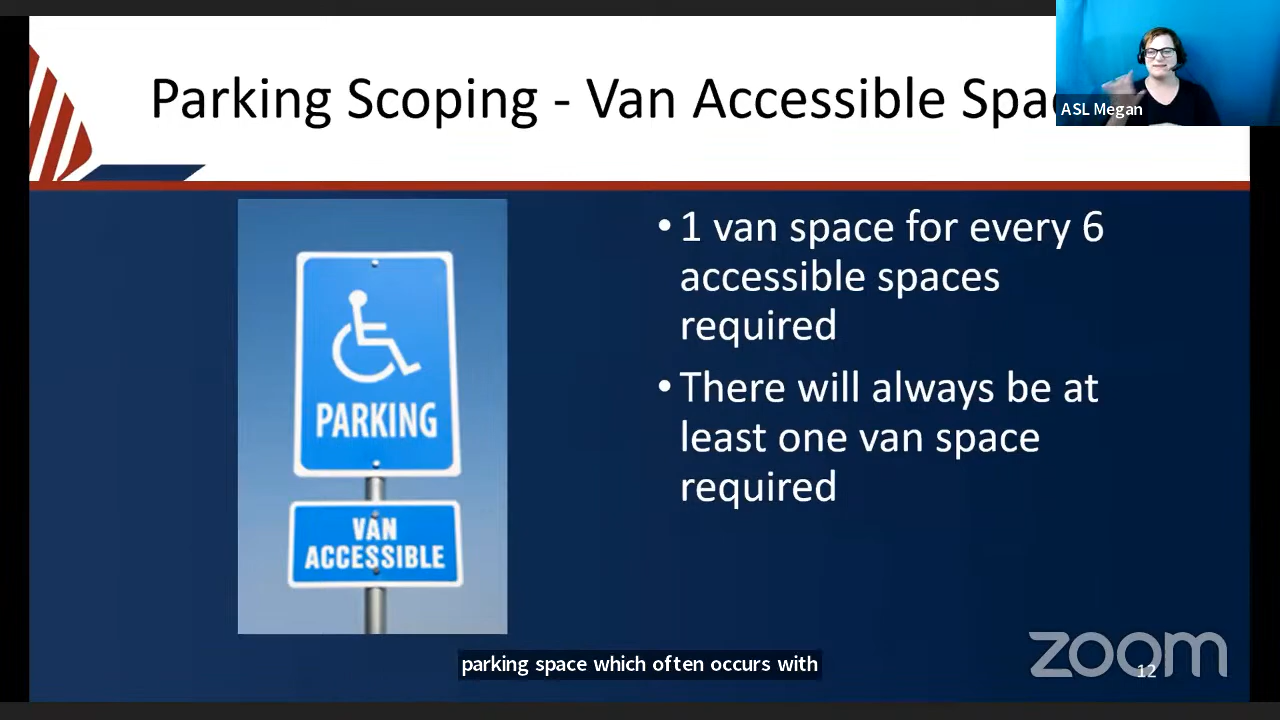 Parking Scoping - Van Accessible
ASL Megan
PARKING
VAN
ACCESSIBLE
• 1 van space for every 6
accessible spaces
required
• There will always be at
least one van space
required
parking space which often occurs with
zoom
12